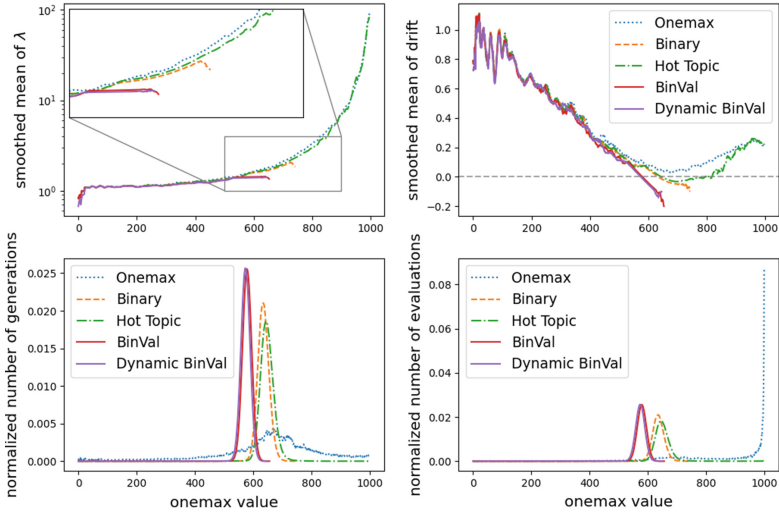 smoothed mean of λ
10²
10¹
10⁰
0 200 400 600 800 1000
smoothed mean of drift
1.0
0.8
0.6
0.4
0.2
0.0
−0.2
0 200 400 600 800 1000
Onemax
Binary
Hot Topic
BinVal
Dynamic BinVal
normalized number of generations
0.025
0.020
0.015
0.010
0.005
0.000
0 200 400 600 800 1000
onemax value
Onemax
Binary
Hot Topic
BinVal
Dynamic BinVal
normalized number of evaluations
0.08
0.06
0.04
0.02
0.00
0 200 400 600 800 1000
onemax value
Onemax
Binary
Hot Topic
BinVal
Dynamic BinVal